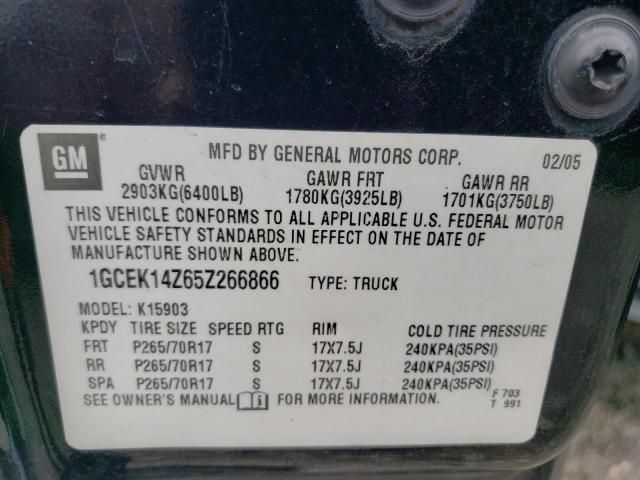 GM ®
MFD BY GENERAL MOTORS CORP. 02/05
GVWR GAWR FRT GAWR RR
2903KG(6400LB) 1780KG(3925LB) 1701KG(3750LB)
THIS VEHICLE CONFORMS TO ALL APPLICABLE U.S. FEDERAL MOTOR
VEHICLE SAFETY STANDARDS IN EFFECT ON THE DATE OF
MANUFACTURE SHOWN ABOVE.
1GCEK14Z65Z266866 TYPE: TRUCK
MODEL: K15903
KPDY TIRE SIZE SPEED RTG RIM COLD TIRE PRESSURE
FRT P265/70R17 S 17X7.5J 240KPA(35PSI)
RR P265/70R17 S 17X7.5J 240KPA(35PSI)
SPA P265/70R17 S 17X7.5J 240KPA(35PSI)
SEE OWNER'S MANUAL FOR MORE INFORMATION. F 703
T 991